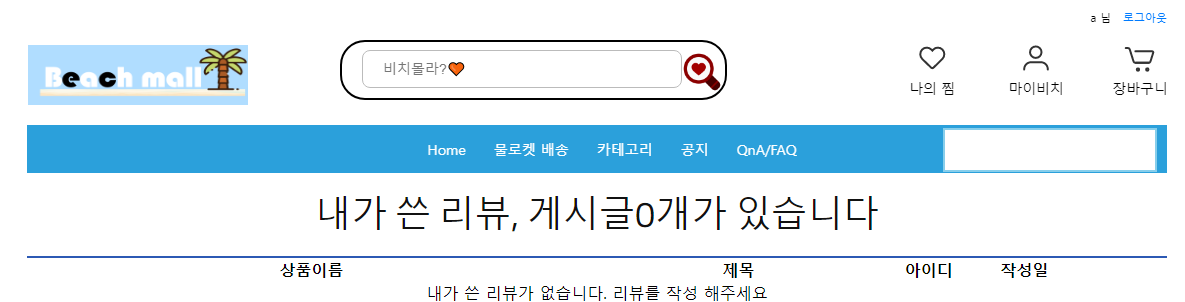 a 님 로그아웃
Beach mall
비치몰라?🧡
나의 찜 마이비치 장바구니
Home 물로켓 배송 카테고리 공지 QnA/FAQ
내가 쓴 리뷰, 게시글0개가 있습니다
상품이름 제목 아이디 작성일
내가 쓴 리뷰가 없습니다. 리뷰를 작성 해주세요